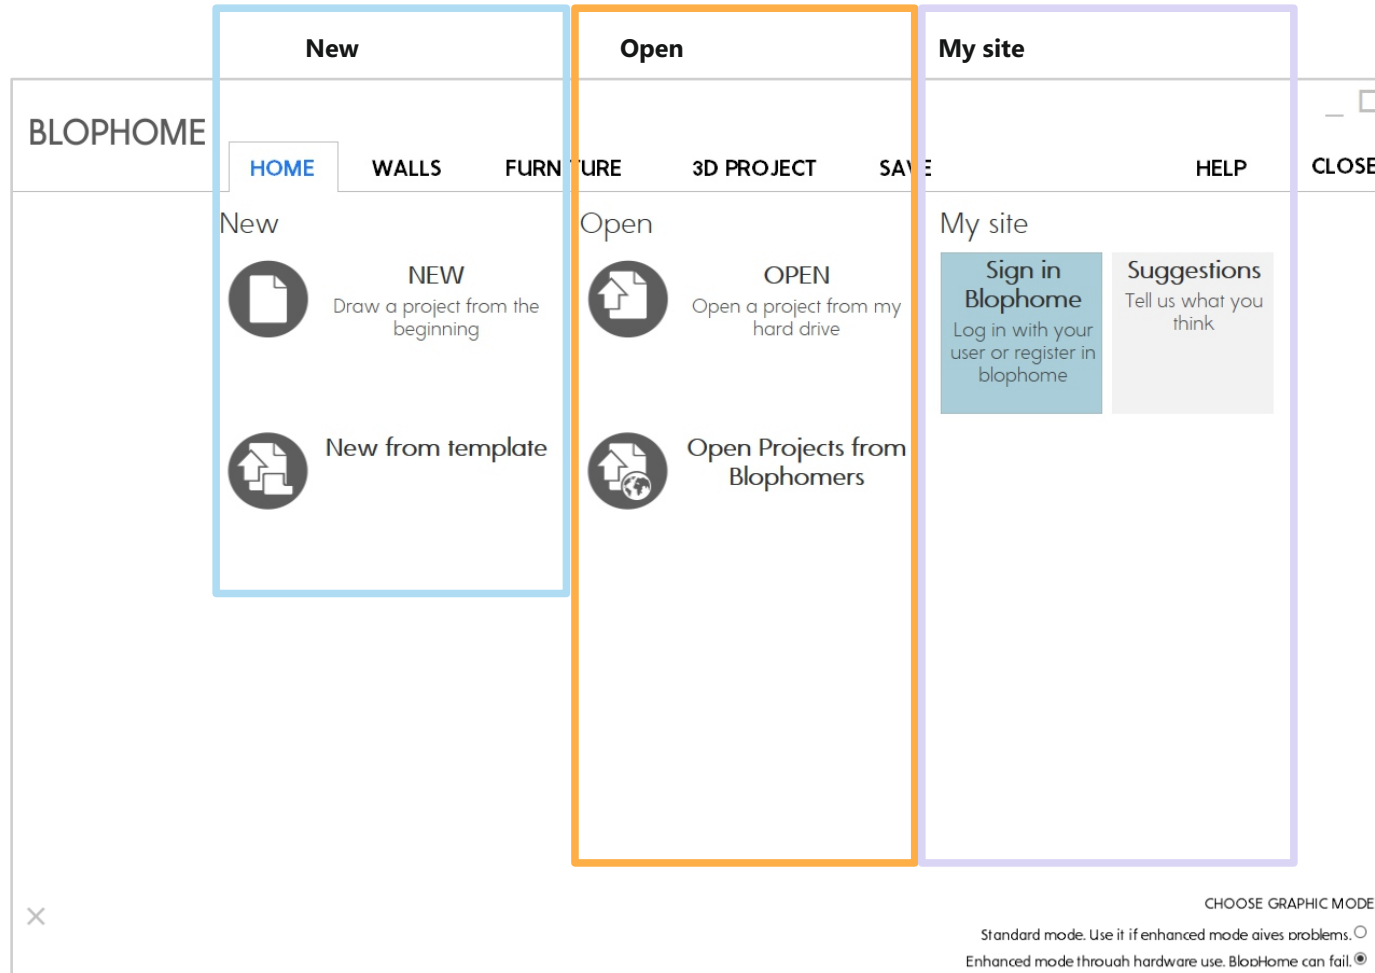 New
Open
My site
BLOPHOME
HOME
WALLS
FURNITURE
3D PROJECT
SAVE
HELP
CLOSE
New
NEW
Draw a project from the
beginning
New from template
Open
OPEN
Open a project from my
hard drive
Open Projects from
Blophomers
My site
Sign in
Blophome
Log in with your
user or register in
blophome
Suggestions
Tell us what you
think
CHOOSE GRAPHIC MODE
Standard mode. Use it if enhanced mode gives problems.
Enhanced mode through hardware use. BlopHome can fail.